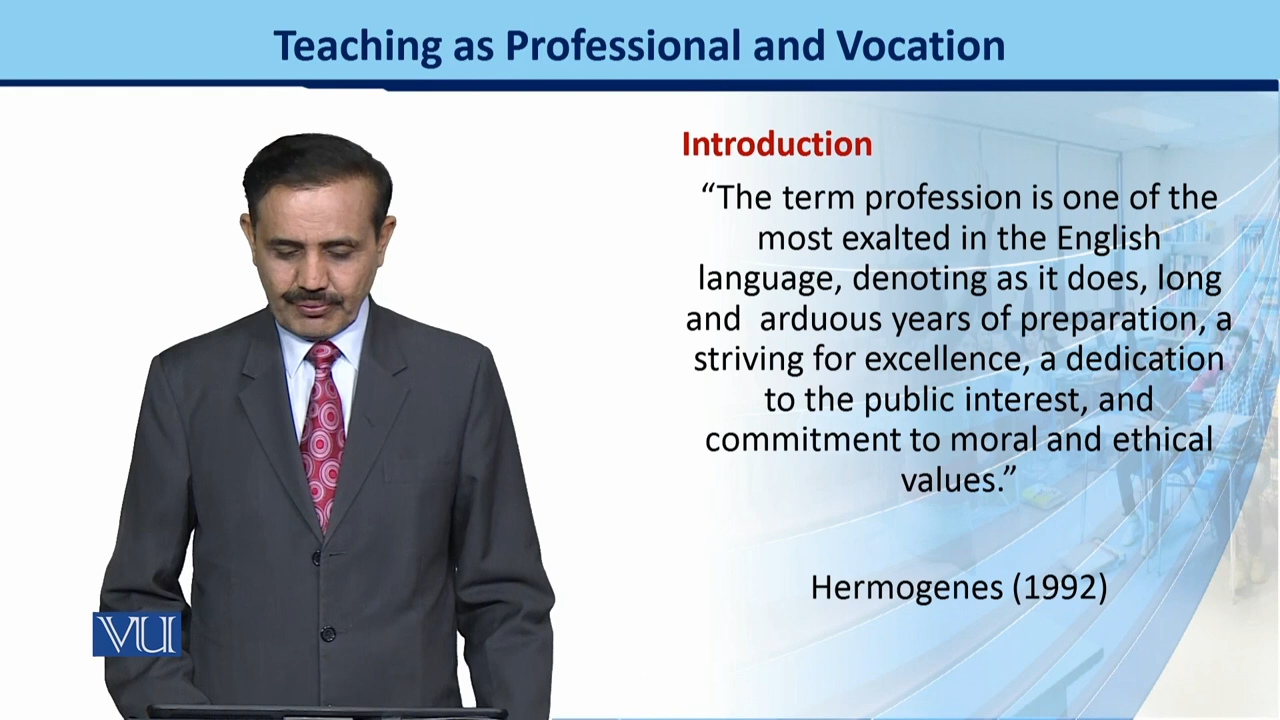 Teaching as Professional and Vocation
Introduction
“The term profession is one of the
most exalted in the English
language, denoting as it does, long
and arduous years of preparation, a
striving for excellence, a dedication
to the public interest, and
commitment to moral and ethical
values.”
Hermogenes (1992)
VU